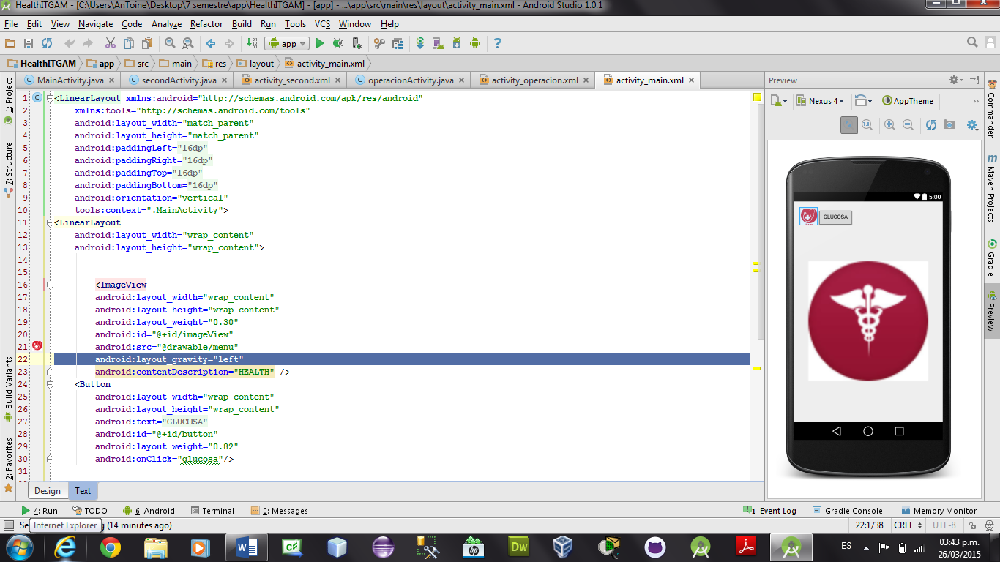 HealthITGAM - [C:\Users\AnToine\Desktop\7 semestre\app\HealthITGAM] - [app] - ...\app\src\main\res\layout\activity_main.xml - Android Studio 1.0.1
File Edit View Navigate Code Analyze Refactor Build Run Tools VCS Window Help
app
HealthITGAM app src main res layout activity_main.xml
MainActivity.java secondActivity.java activity_second.xml operacionActivity.java activity_operacion.xml activity_main.xml
Preview
Nexus 4 AppTheme
1: Project
7: Structure
Build Variants
2: Favorites
1 <LinearLayout xmlns:android="http://schemas.android.com/apk/res/android"
2 xmlns:tools="http://schemas.android.com/tools"
3 android:layout_width="match_parent"
4 android:layout_height="match_parent"
5 android:paddingLeft="16dp"
6 android:paddingRight="16dp"
7 android:paddingTop="16dp"
8 android:paddingBottom="16dp"
9 android:orientation="vertical"
10 tools:context=".MainActivity">
11 <LinearLayout
12 android:layout_width="wrap_content"
13 android:layout_height="wrap_content">
14
15
16 <ImageView
17 android:layout_width="wrap_content"
18 android:layout_height="wrap_content"
19 android:layout_weight="0.30"
20 android:id="@+id/imageView"
21 android:src="@drawable/menu"
22 android:layout_gravity="left"
23 android:contentDescription="HEALTH" />
24 <Button
25 android:layout_width="wrap_content"
26 android:layout_height="wrap_content"
27 android:text="GLUCOSA"
28 android:id="@+id/button"
29 android:layout_weight="0.82"
30 android:onClick="glucosa"/>
31
5:00
GLUCOSA
Commander
Maven Projects
Gradle
Preview
Design Text
4: Run TODO 6: Android Terminal 0: Messages 1 Event Log Gradle Console Memory Monitor
Se Internet Explorer g (14 minutes ago) 22:1/38 CRLF UTF-8
ES 03:43 p.m.
26/03/2015